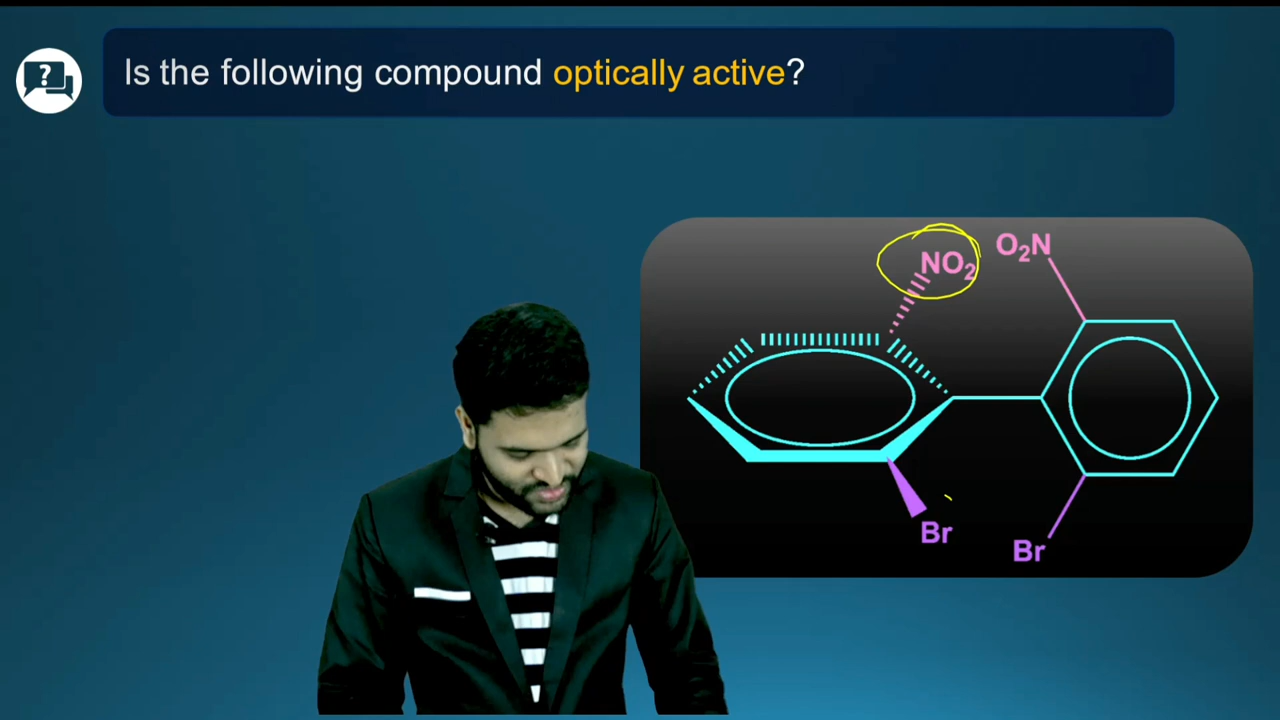 ?
Is the following compound optically active?
O₂N
NO₂
Br
Br